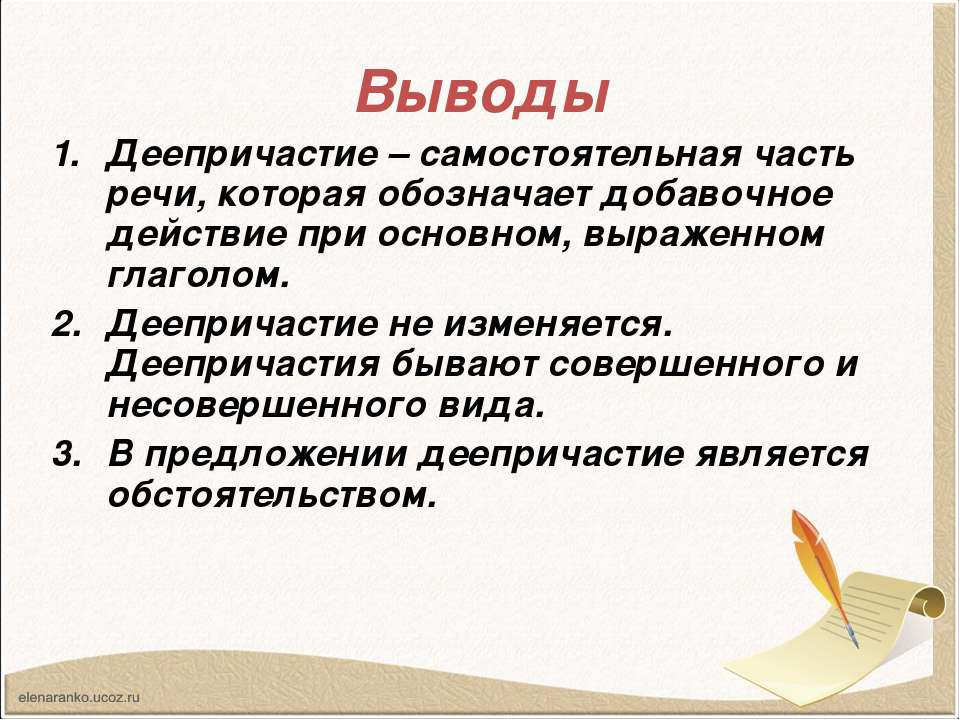 Выводы
1. Деепричастие – самостоятельная часть
речи, которая обозначает добавочное
действие при основном, выраженном
глаголом.
2. Деепричастие не изменяется.
Деепричастия бывают совершенного и
несовершенного вида.
3. В предложении деепричастие является
обстоятельством.
elenaranko.ucoz.ru